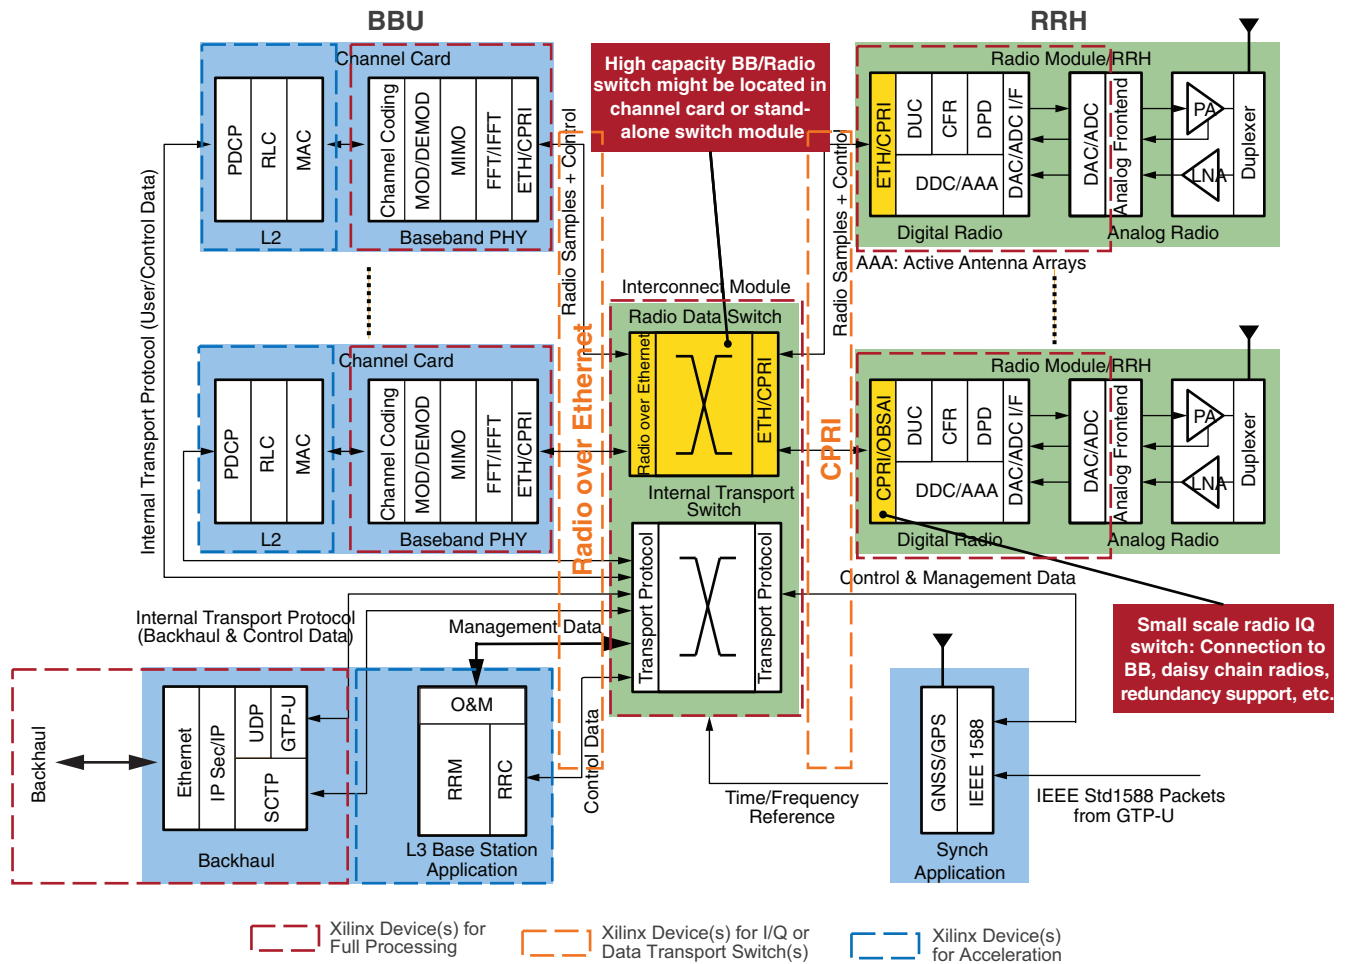 BBU
RRH
Channel Card
PDCP
RLC
MAC
L2
Channel Coding
MOD/DEMOD
MIMO
FFT/IFFT
ETH/CPRI
Baseband PHY
High capacity BB/Radio
switch might be located in
channel card or stand-
alone switch module
Radio Module/RRH
ETH/CPRI
DUC
CFR
DPD
DDC/AAA
DAC/ADC I/F
DAC/ADC
Analog Frontend
PA
LNA
Duplexer
Digital Radio
Analog Radio
AAA: Active Antenna Arrays
Internal Transport Protocol (User/Control Data)
Radio Samples + Control
Radio Samples + Control
Radio over Ethernet
CPRI
Interconnect Module
Radio Data Switch
Radio over Ethernet
ETH/CPRI
Internal Transport
Switch
Transport Protocol
Transport Protocol
Channel Card
PDCP
RLC
MAC
L2
Channel Coding
MOD/DEMOD
MIMO
FFT/IFFT
ETH/CPRI
Baseband PHY
Radio Module/RRH
CPRI/OBSAI
DUC
CFR
DPD
DDC/AAA
DAC/ADC I/F
DAC/ADC
Analog Frontend
PA
LNA
Duplexer
Digital Radio
Analog Radio
Control & Management Data
Small scale radio IQ
switch: Connection to
BB, daisy chain radios,
redundancy support, etc.
Internal Transport Protocol
(Backhaul & Control Data)
Management Data
Control Data
Backhaul
Ethernet
IP Sec/IP
UDP
GTP-U
SCTP
Backhaul
O&M
RRM
RRC
L3 Base Station
Application
Time/Frequency
Reference
GNSS/GPS
IEEE 1588
Synch
Application
IEEE Std1588 Packets
from GTP-U
Xilinx Device(s) for
Full Processing
Xilinx Device(s) for I/Q or
Data Transport Switch(s)
Xilinx Device(s)
for Acceleration